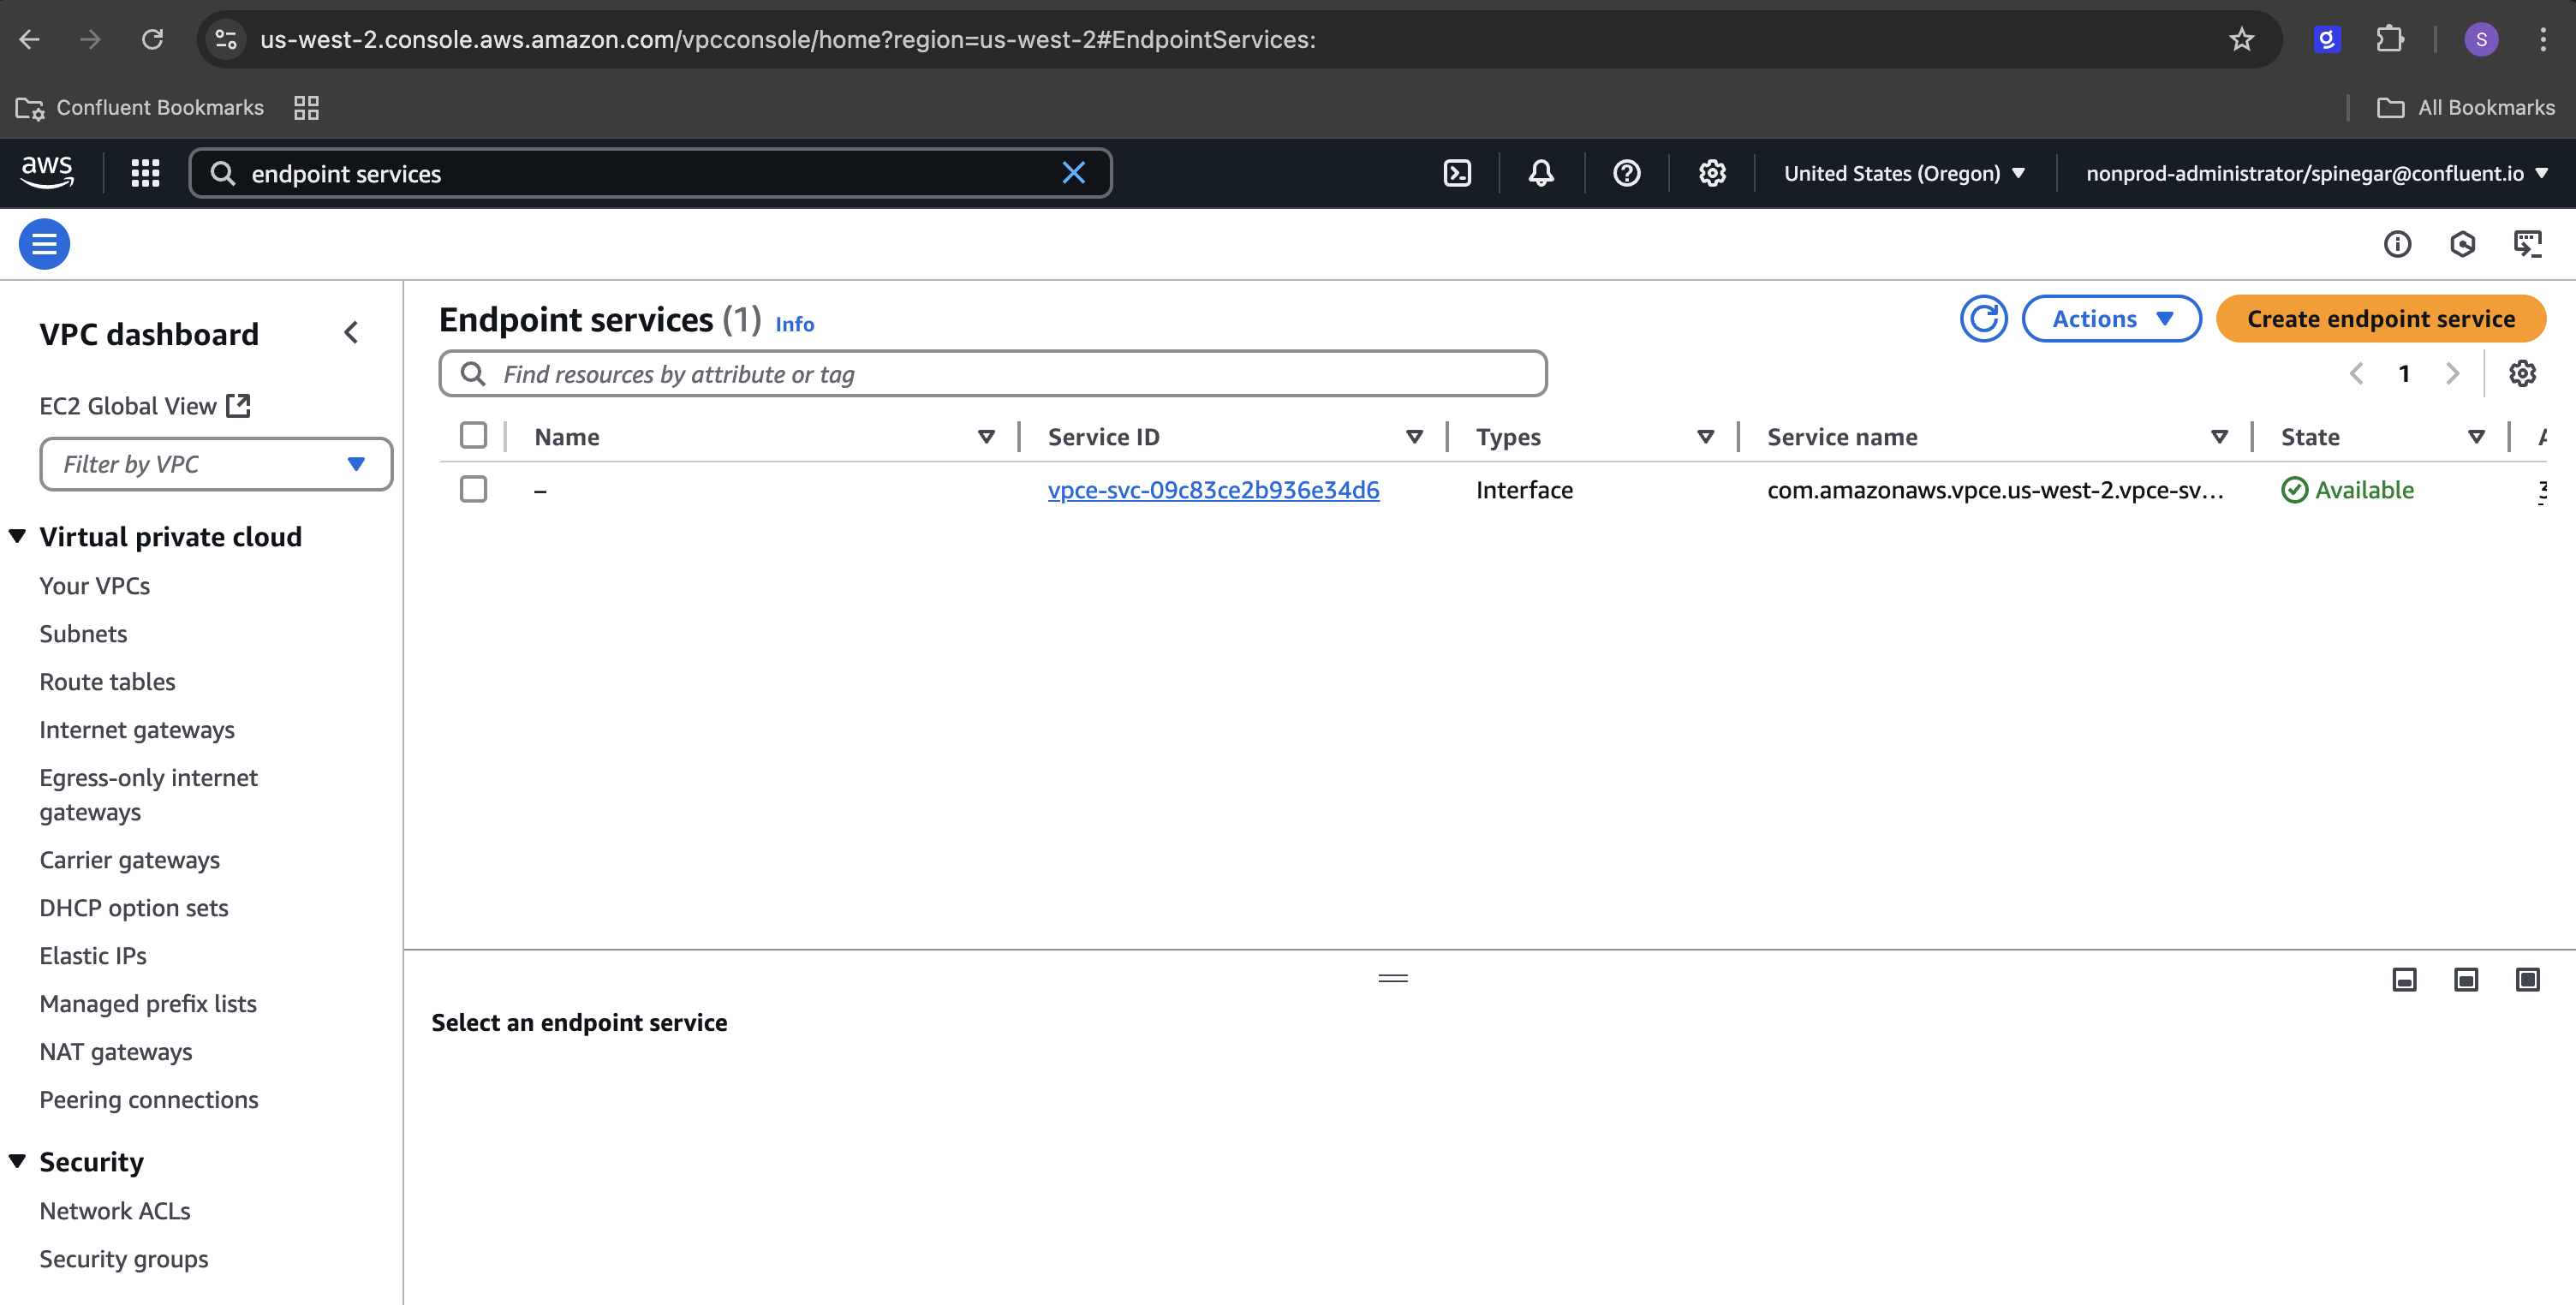 us-west-2.console.aws.amazon.com/vpcconsole/home?region=us-west-2#EndpointServices:
S
Confluent Bookmarks
All Bookmarks
aws
endpoint services
United States (Oregon)
nonprod-administrator/spinegar@confluent.io
VPC dashboard
EC2 Global View
Filter by VPC
Virtual private cloud
Your VPCs
Subnets
Route tables
Internet gateways
Egress-only internet
gateways
Carrier gateways
DHCP option sets
Elastic IPs
Managed prefix lists
NAT gateways
Peering connections
Security
Network ACLs
Security groups
Endpoint services (1) Info
Actions
Create endpoint service
Find resources by attribute or tag
1
Name Service ID Types Service name State
– vpce-svc-09c83ce2b936e34d6 Interface com.amazonaws.vpce.us-west-2.vpce-sv... Available
Select an endpoint service